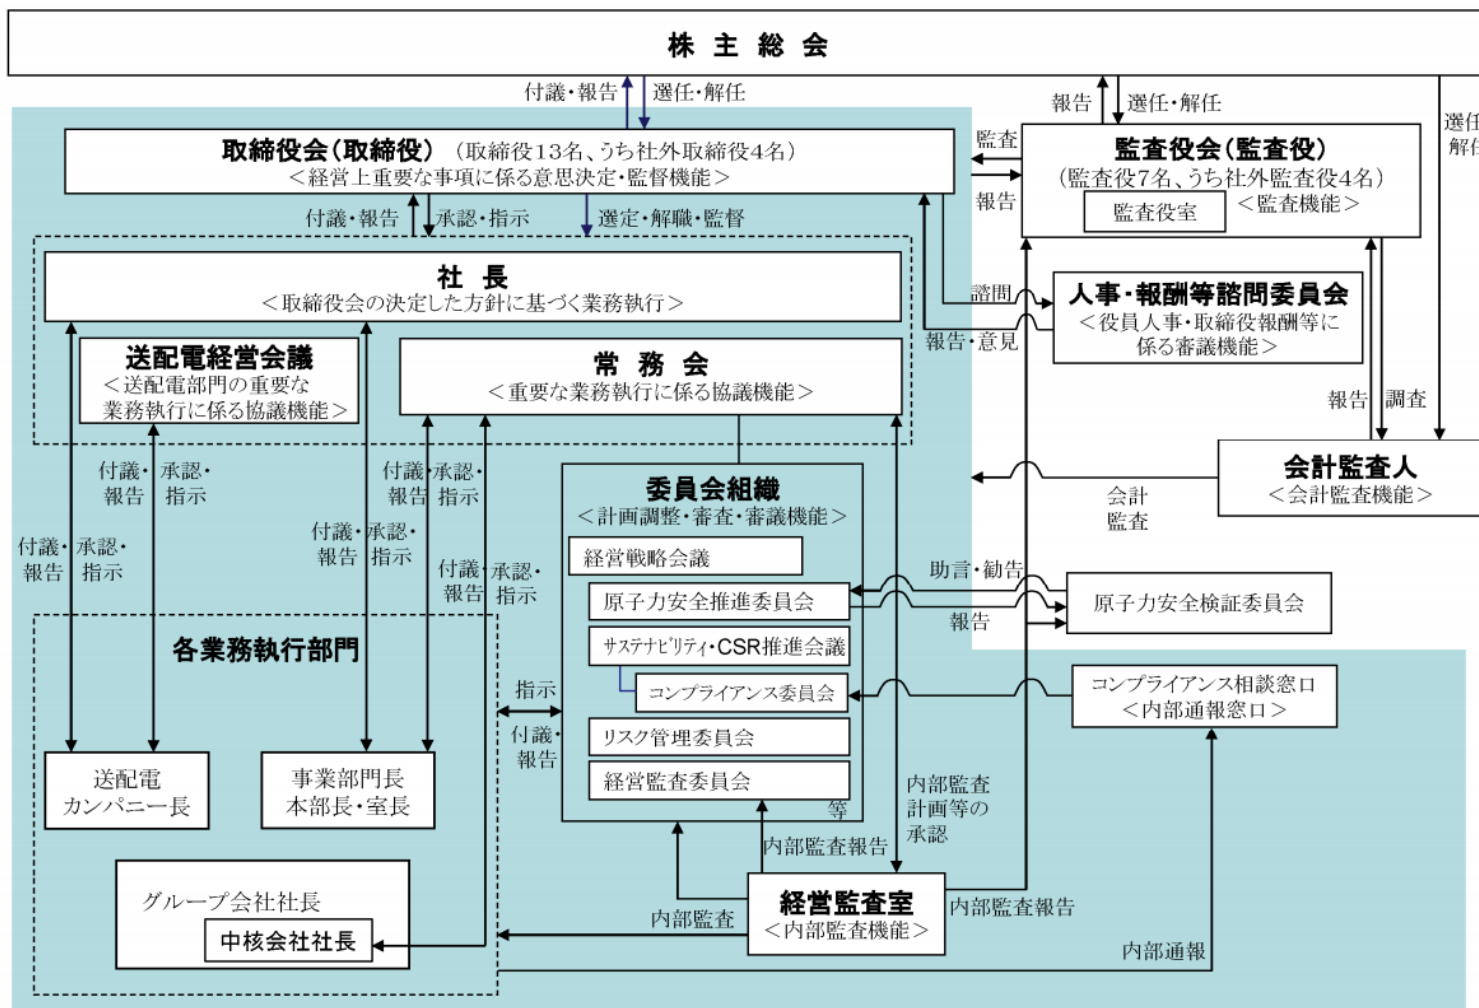 株主総会
付議・報告
選任・解任
報告
選任・解任
選任
解任
取締役会(取締役) (取締役13名、うち社外取締役4名)
＜経営上重要な事項に係る意思決定・監督機能＞
監査
報告
監査役会(監査役)
(監査役7名、うち社外監査役4名)
監査役室
＜監査機能＞
付議・報告
承認・指示
選定・解職・監督
社長
＜取締役会の決定した方針に基づく業務執行＞
諮問
報告・意見
人事・報酬等諮問委員会
＜役員人事・取締役報酬等に
係る審議機能＞
送配電経営会議
＜送配電部門の重要な
業務執行に係る協議機能＞
常務会
＜重要な業務執行に係る協議機能＞
報告
調査
会計監査人
＜会計監査機能＞
会計
監査
付議・
報告
承認・
指示
付議・
報告
承認・
指示
付議・
報告
承認・
指示
付議・
報告
承認・
指示
付議・
報告
承認・
指示
委員会組織
＜計画調整・審査・審議機能＞
経営戦略会議
原子力安全推進委員会
ｻｽﾃﾅﾋﾞﾘﾃｨ・CSR推進会議
コンプライアンス委員会
リスク管理委員会
経営監査委員会
等
助言・勧告
報告
原子力安全検証委員会
コンプライアンス相談窓口
＜内部通報窓口＞
各業務執行部門
指示
付議・
報告
送配電
カンパニー長
事業部門長
本部長・室長
グループ会社社長
中核会社社長
内部監査
計画等の
承認
内部監査報告
内部監査
経営監査室
＜内部監査機能＞
内部監査報告
内部通報